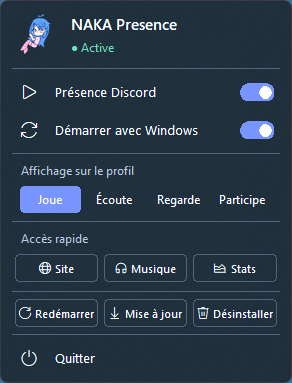 NAKA Presence
● Active
Présence Discord
Démarrer avec Windows
Affichage sur le profil
Joue Écoute Regarde Participe
Accès rapide
Site Musique Stats
Redémarrer Mise à jour Désinstaller
Quitter